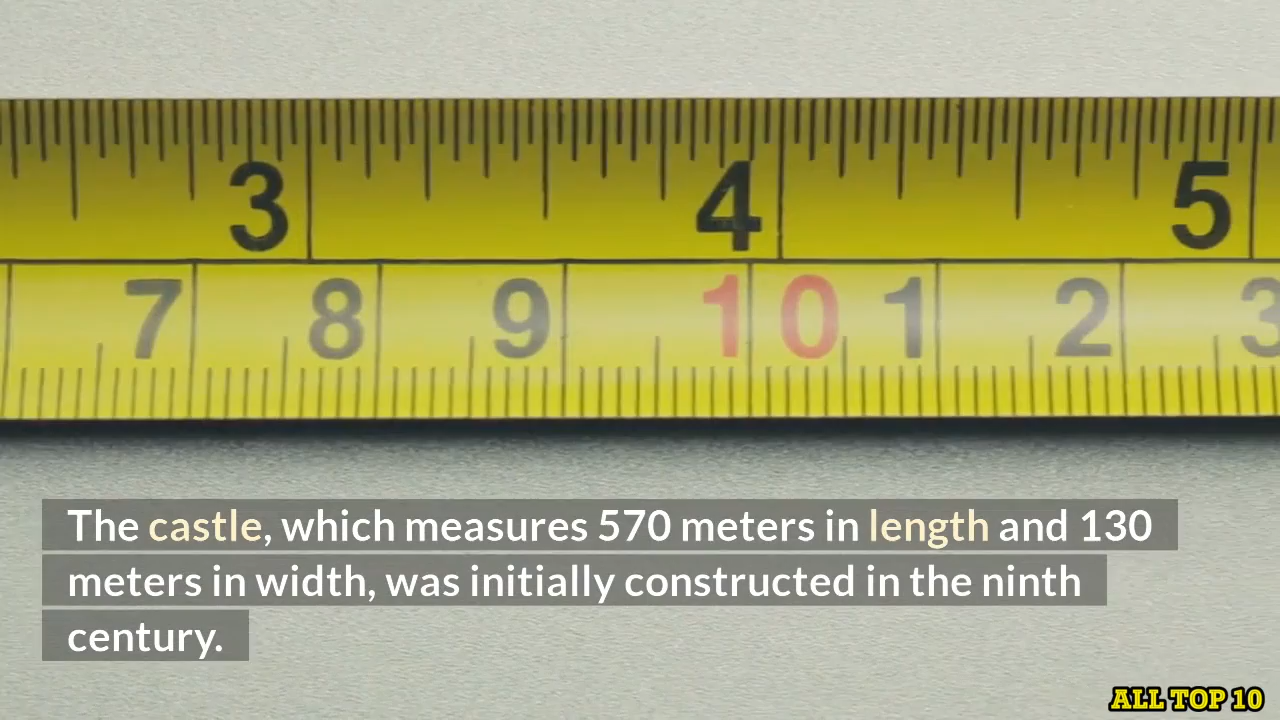 3 4 5
7 8 9 10 1 2 3
The castle, which measures 570 meters in length and 130
meters in width, was initially constructed in the ninth
century.
ALL TOP 10